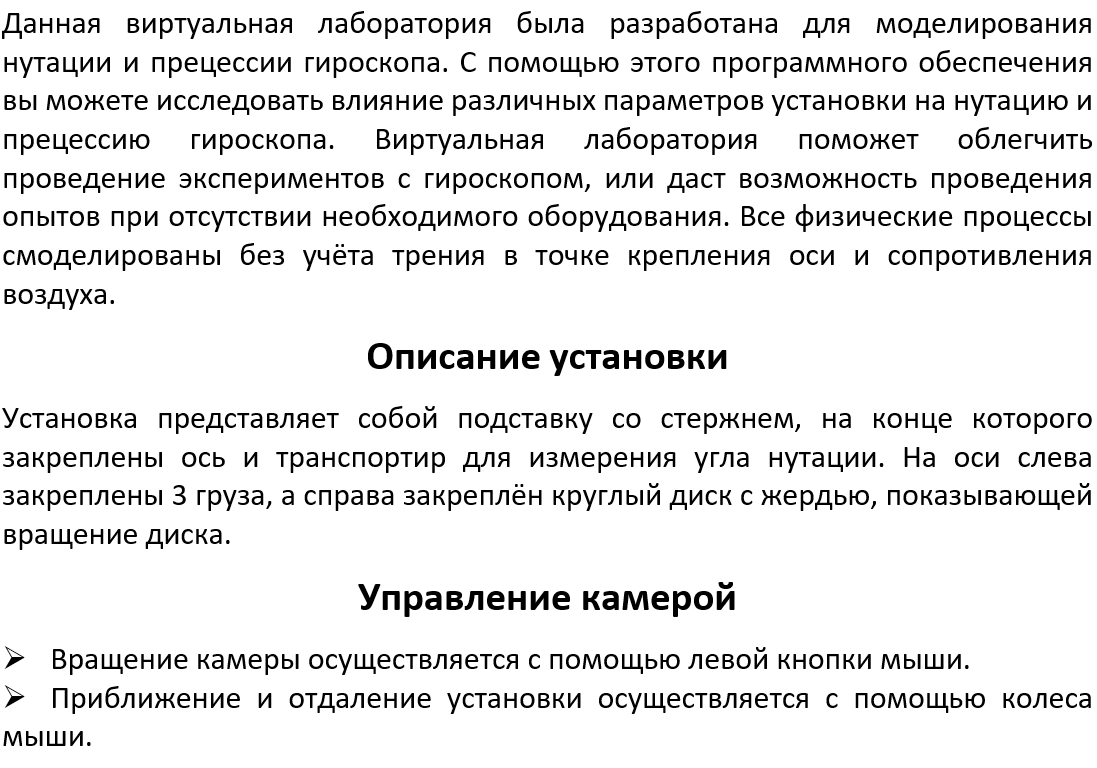 Данная виртуальная лаборатория была разработана для моделирования
нутации и прецессии гироскопа. С помощью этого программного обеспечения
вы можете исследовать влияние различных параметров установки на нутацию и
прецессию гироскопа. Виртуальная лаборатория поможет облегчить
проведение экспериментов с гироскопом, или даст возможность проведения
опытов при отсутствии необходимого оборудования. Все физические процессы
смоделированы без учёта трения в точке крепления оси и сопротивления
воздуха.
Описание установки
Установка представляет собой подставку со стержнем, на конце которого
закреплены ось и транспортир для измерения угла нутации. На оси слева
закреплены 3 груза, а справа закреплён круглый диск с жердью, показывающей
вращение диска.
Управление камерой
➢ Вращение камеры осуществляется с помощью левой кнопки мыши.
➢ Приближение и отдаление установки осуществляется с помощью колеса
мыши.